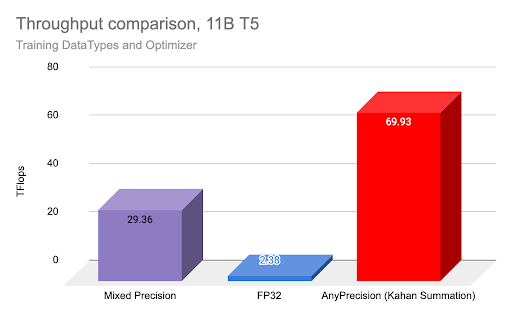 Throughput comparison, 11B T5
Training DataTypes and Optimizer
80
60
40
20
0
TFlops
29.36
2.38
69.93
Mixed Precision
FP32
AnyPrecision (Kahan Summation)